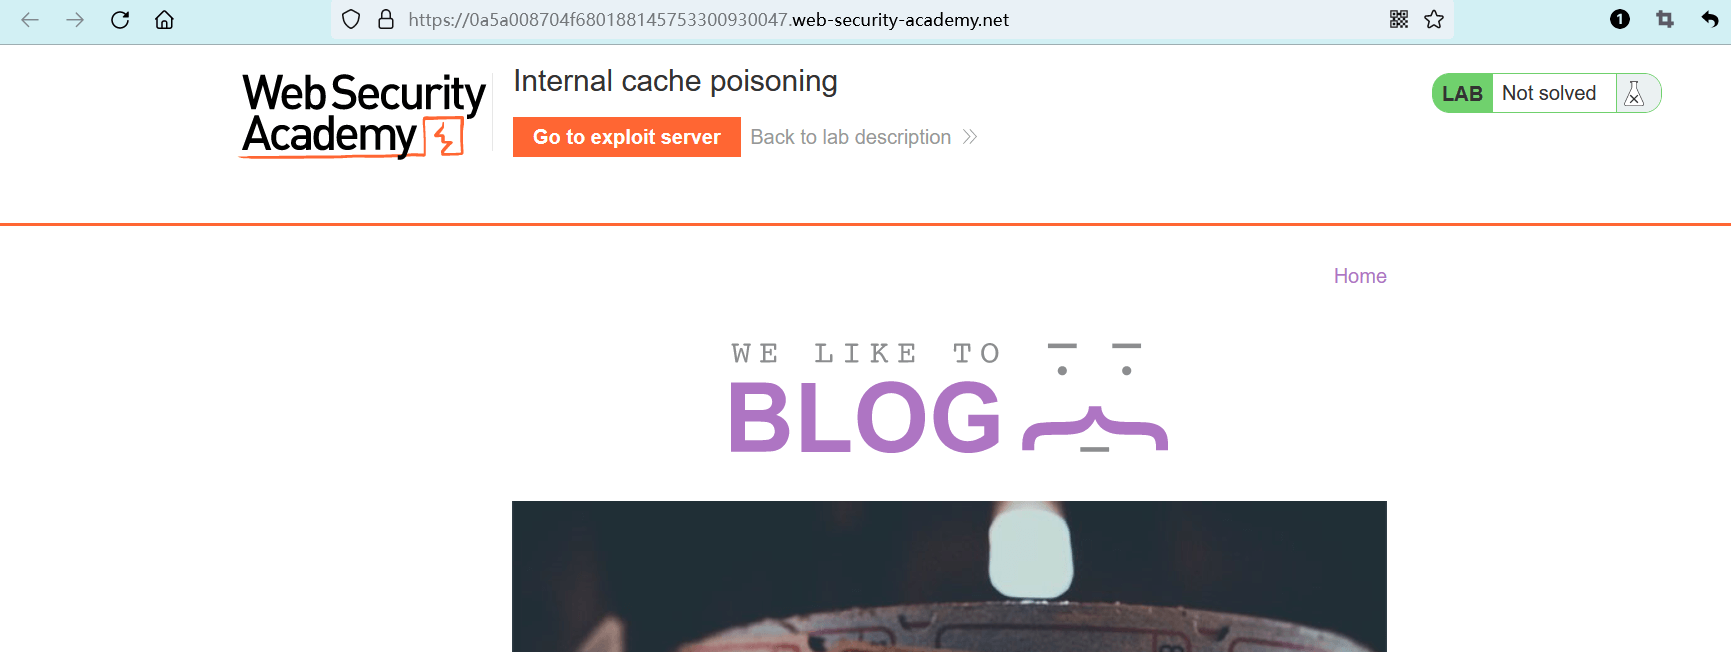 https://0a5a008704f680188145753300930047.web-security-academy.net
1
Web Security
Academy
Internal cache poisoning
Go to exploit server
Back to lab description
LAB
Not solved
Home
WE LIKE TO
BLOG